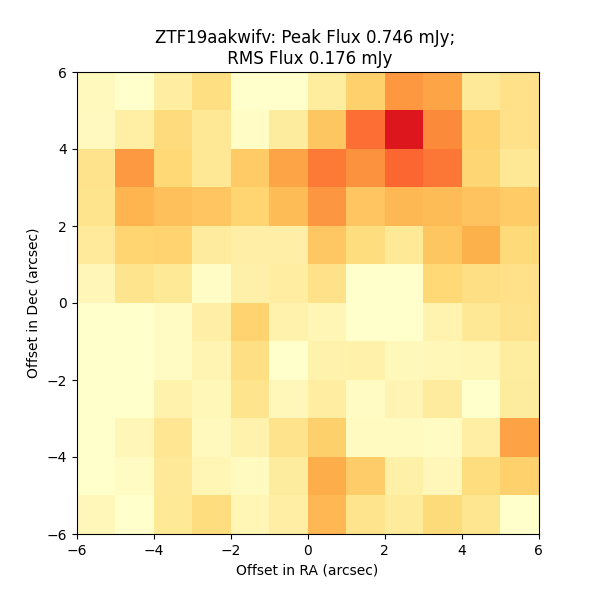 ZTF19aakwifv: Peak Flux 0.746 mJy;
RMS Flux 0.176 mJy
6
4
2
0
−2
−4
−6
Offset in Dec (arcsec)
−6 −4 −2 0 2 4 6
Offset in RA (arcsec)